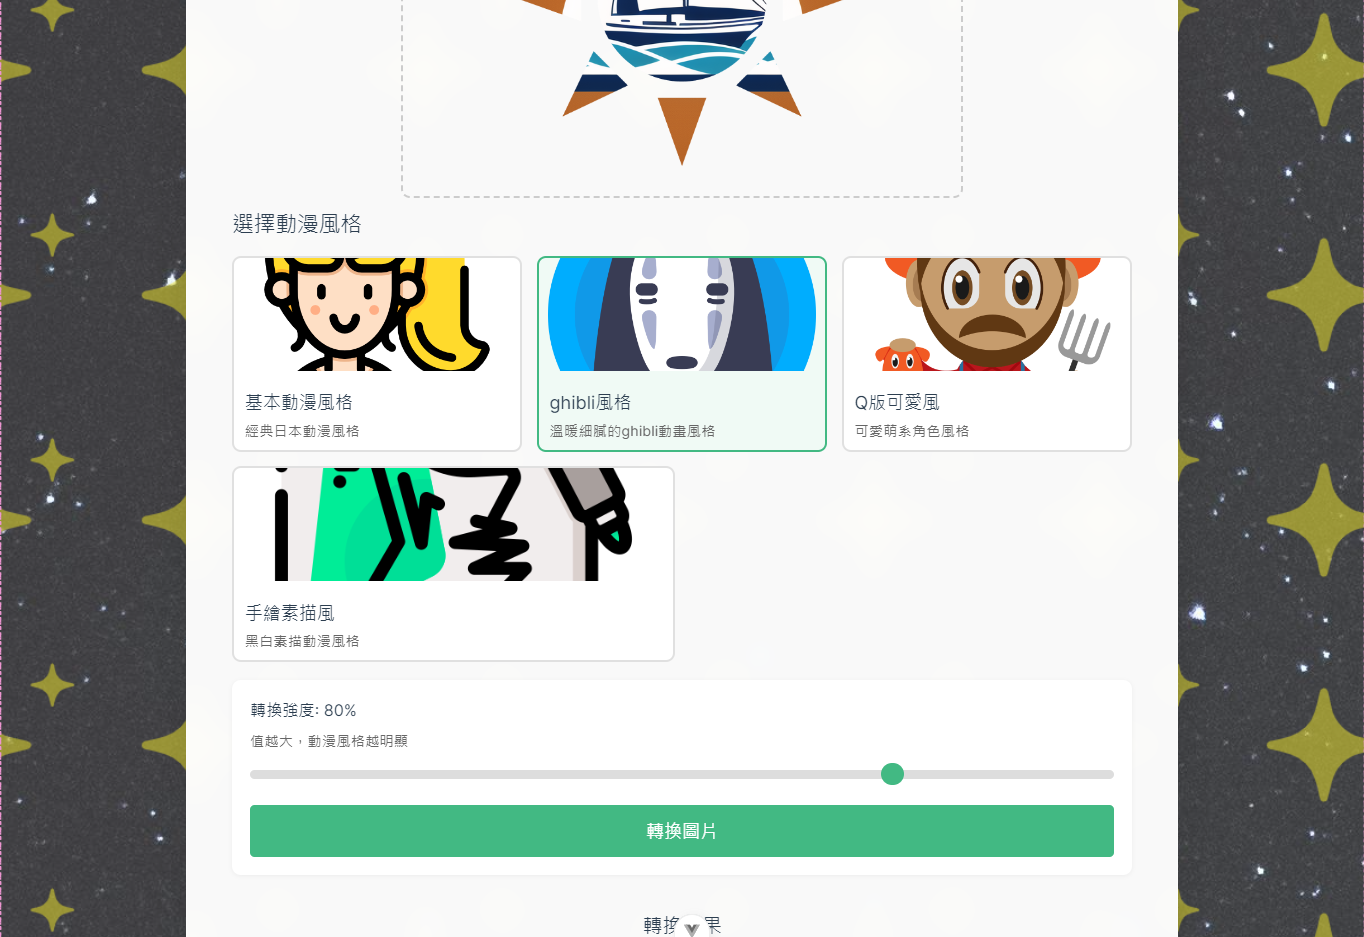 選擇動漫風格
基本動漫風格
經典日本動漫風格
ghibli風格
溫暖細膩的ghibli動畫風格
Q版可愛風
可愛萌系角色風格
手繪素描風
黑白素描動漫風格
轉換強度: 80%
值越大，動漫風格越明顯
轉換圖片
轉換 果